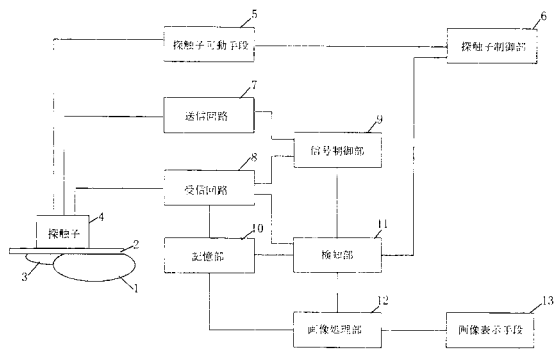 5
探触子可動手段
6
探触子制御部
7
送信回路
9
信号制御部
8
受信回路
4
探触子
2
10
記憶部
11
検知部
3
1
12
画像処理部
13
画像表示手段